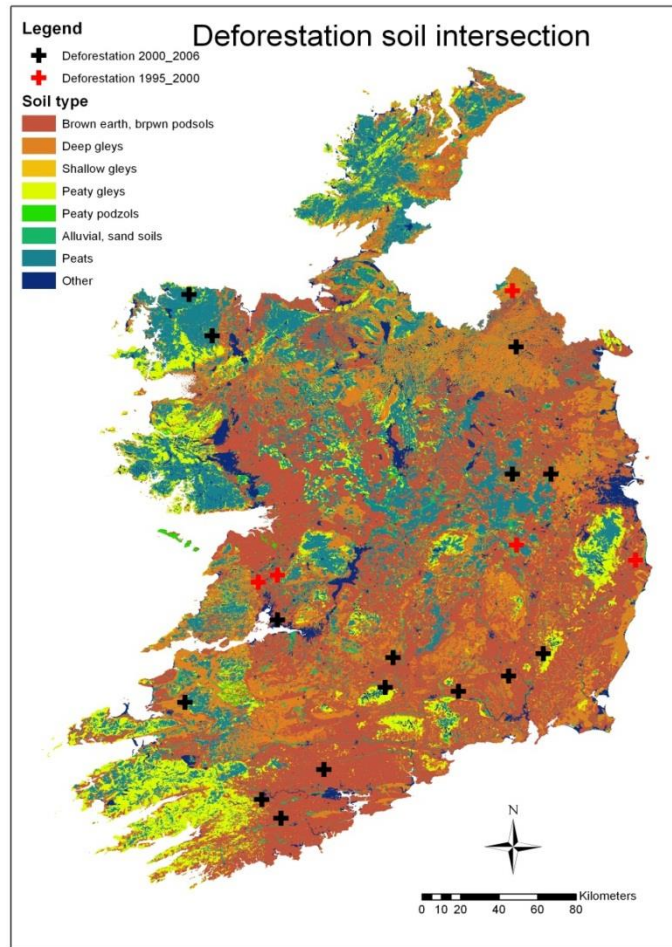 Legend
Deforestation soil intersection
Deforestation 2000_2006
Deforestation 1995_2000
Soil type
Brown earth, brpwn podsols
Deep gleys
Shallow gleys
Peaty gleys
Peaty podzols
Alluvial, sand soils
Peats
Other
N
Kilometers
0 10 20 40 60 80